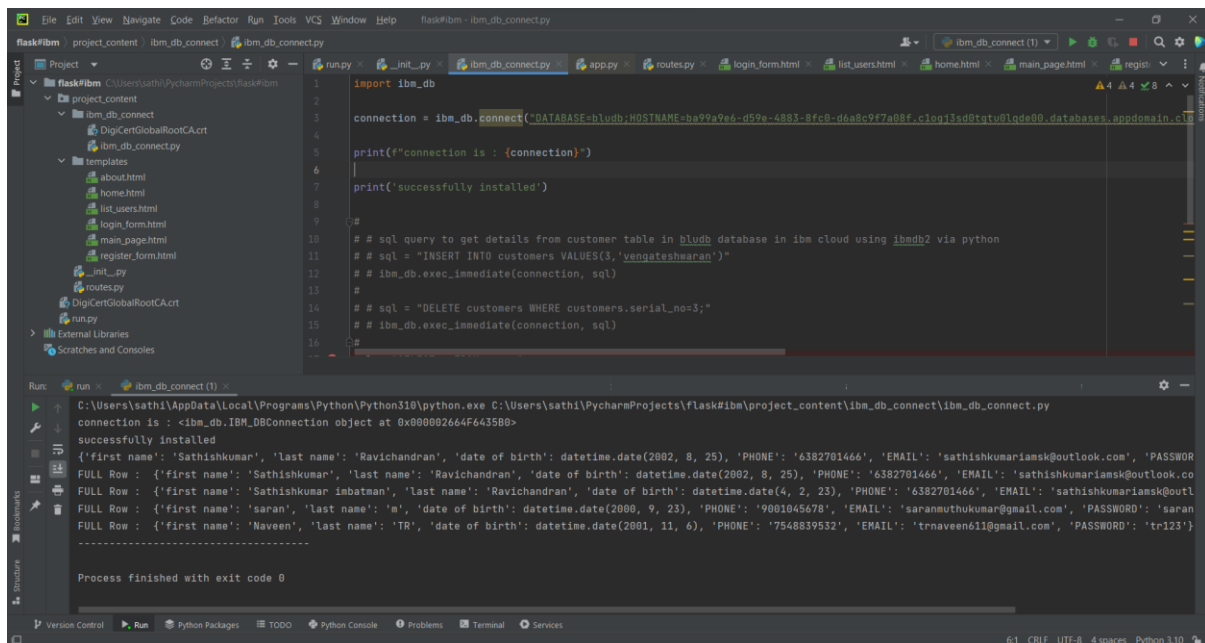 File Edit View Navigate Code Refactor Run Tools VCS Window Help flask#ibm - ibm_db_connect.py
flask#ibm project_content ibm_db_connect ibm_db_connect.py ibm_db_connect (1)
Project
run.py __init__.py ibm_db_connect.py app.py routes.py login_form.html list_users.html home.html main_page.html regist
Project
flask#ibm C:\Users\sathi\PycharmProjects\flask#ibm
project_content
ibm_db_connect
DigiCertGlobalRootCA.crt
ibm_db_connect.py
templates
about.html
home.html
list_users.html
login_form.html
main_page.html
register_form.html
__init__.py
routes.py
DigiCertGlobalRootCA.crt
run.py
External Libraries
Scratches and Consoles
4 4 8
Notifications
1 import ibm_db
2
3 connection = ibm_db.connect("DATABASE=bludb;HOSTNAME=ba99a9e6-d59e-4883-8fc0-d6a8c9f7a08f.c1ogj3sd0tgtu0lqde00.databases.appdomain.clo
5 print(f"connection is : {connection}")
6
7 print('successfully installed')
8
9 #
10 # # sql query to get details from customer table in bludb database in ibm cloud using ibmdb2 via python
11 # # sql = "INSERT INTO customers VALUES(3,'vengateshwaran')"
12 # # ibm_db.exec_immediate(connection, sql)
13 #
14 # # sql = "DELETE customers WHERE customers.serial_no=3;"
15 # # ibm_db.exec_immediate(connection, sql)
16 #
Run: run ibm_db_connect (1)
C:\Users\sathi\AppData\Local\Programs\Python\Python310\python.exe C:\Users\sathi\PycharmProjects\flask#ibm\project_content\ibm_db_connect\ibm_db_connect.py
connection is : <ibm_db.IBM_DBConnection object at 0x000002664F6435B0>
successfully installed
{'first name': 'Sathishkumar', 'last name': 'Ravichandran', 'date of birth': datetime.date(2002, 8, 25), 'PHONE': '6382701466', 'EMAIL': 'sathishkumariamsk@outlook.com', 'PASSWOR
FULL Row : {'first name': 'Sathishkumar', 'last name': 'Ravichandran', 'date of birth': datetime.date(2002, 8, 25), 'PHONE': '6382701466', 'EMAIL': 'sathishkumariamsk@outlook.co
FULL Row : {'first name': 'Sathishkumar imbatman', 'last name': 'Ravichandran', 'date of birth': datetime.date(4, 2, 23), 'PHONE': '6382701466', 'EMAIL': 'sathishkumariamsk@outl
FULL Row : {'first name': 'saran', 'last name': 'm', 'date of birth': datetime.date(2000, 9, 23), 'PHONE': '9001045678', 'EMAIL': 'saranmuthukumar@gmail.com', 'PASSWORD': 'saran
FULL Row : {'first name': 'Naveen', 'last name': 'TR', 'date of birth': datetime.date(2001, 11, 6), 'PHONE': '7548839532', 'EMAIL': 'trnaveen611@gmail.com', 'PASSWORD': 'tr123'}
-----------------------------------
Process finished with exit code 0
Bookmarks
Structure
Version Control Run Python Packages TODO Python Console Problems Terminal Services
6:1 CRLF UTF-8 4 spaces Python 3.10